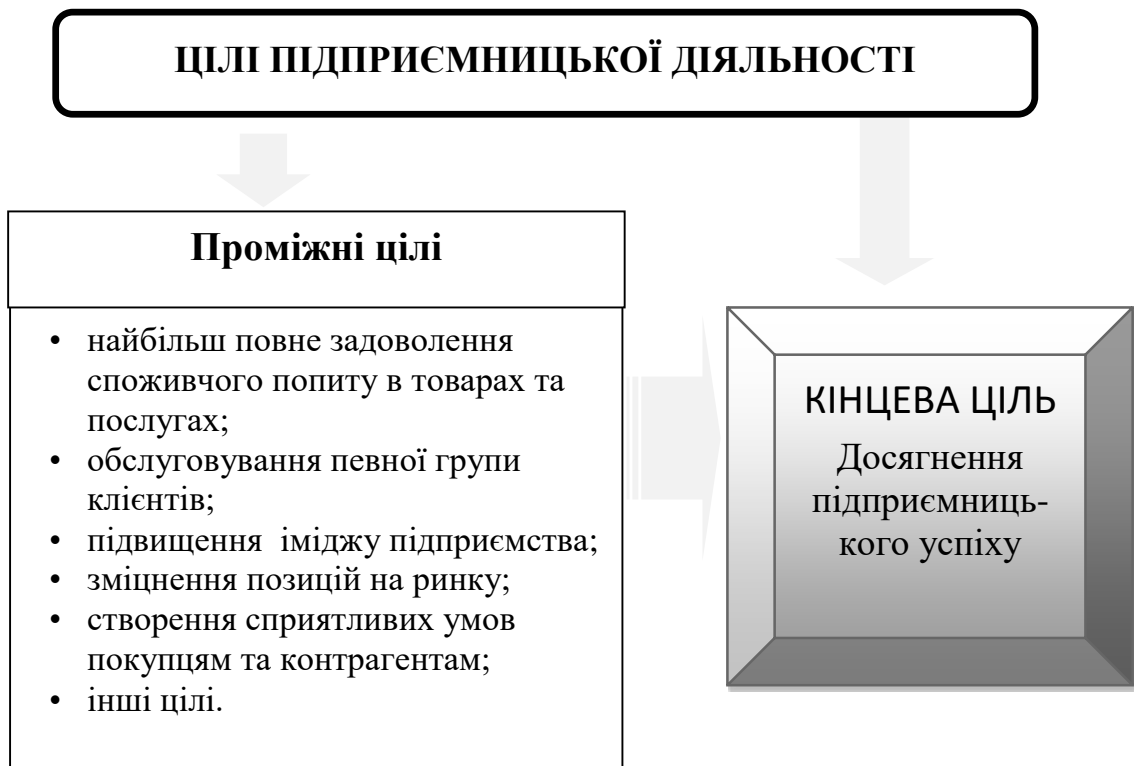 ЦІЛІ ПІДПРИЄМНИЦЬКОЇ ДІЯЛЬНОСТІ
Проміжні цілі
• найбільш повне задоволення
споживчого попиту в товарах та
послугах;
• обслуговування певної групи
клієнтів;
• підвищення іміджу підприємства;
• зміцнення позицій на ринку;
• створення сприятливих умов
покупцям та контрагентам;
• інші цілі.
КІНЦЕВА ЦІЛЬ
Досягнення
підприємниць-
кого успіху